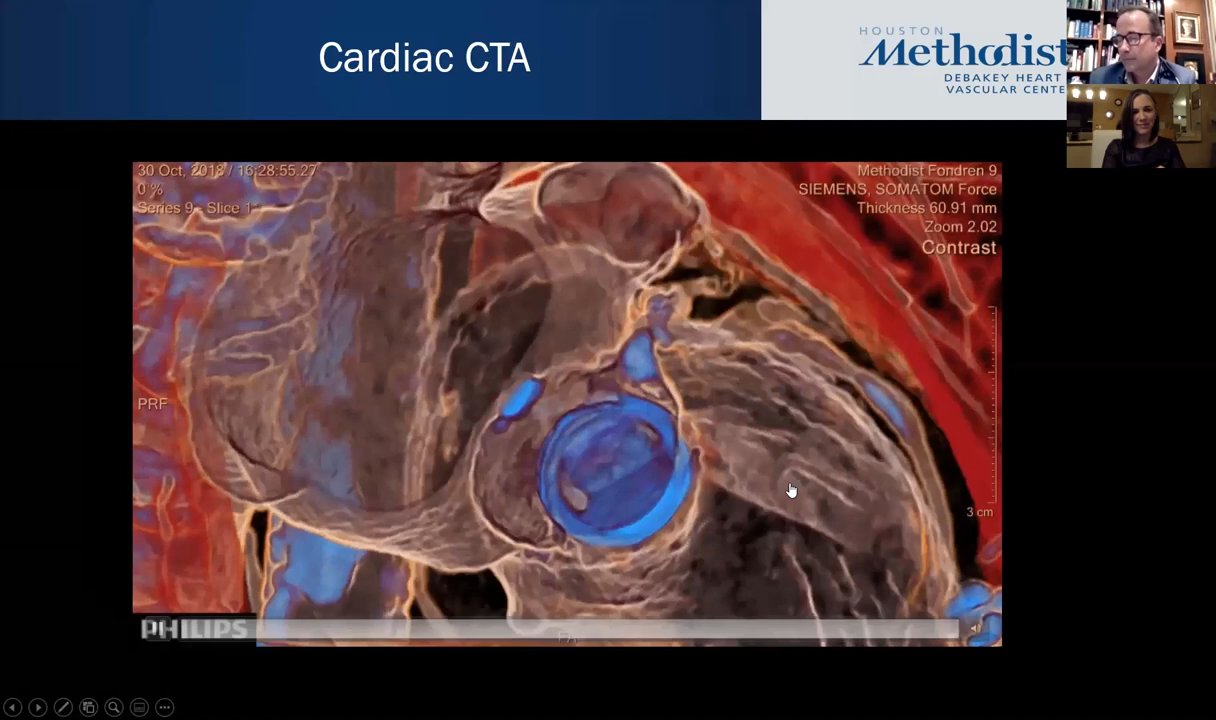 Cardiac CTA
HOUSTON
Methodist
DEBAKEY HEART
VASCULAR CENTE
30 Oct, 2018 / 16:28:55.27
0 %
Series 9 - Slice 1
Methodist Fondren 9
SIEMENS, SOMATOM Force
Thickness 60.91 mm
Zoom 2.02
Contrast
PRF
3 cm
PHILIPS